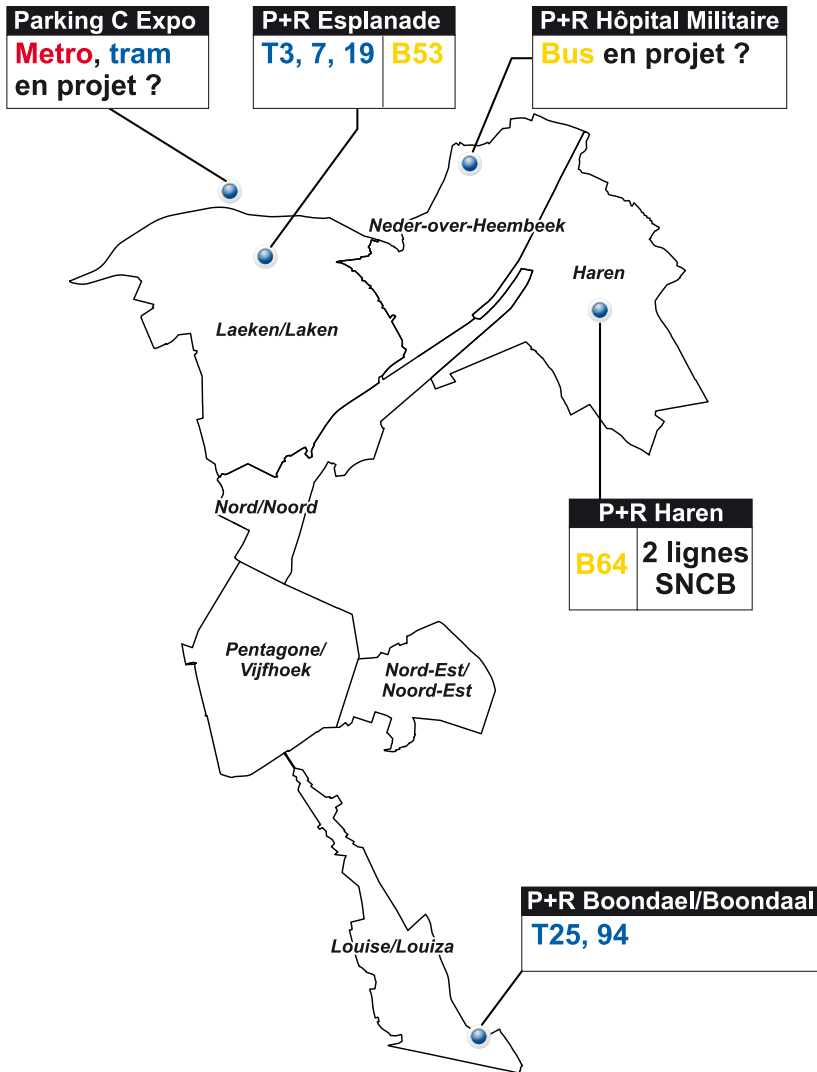 Parking C Expo
Metro, tram
en projet ?
P+R Esplanade
T3, 7, 19 B53
P+R Hôpital Militaire
Bus en projet ?
Neder-over-Heembeek
Haren
Laeken/Laken
Nord/Noord
P+R Haren
B64
2 lignes
SNCB
Pentagone/
Vijfhoek
Nord-Est/
Noord-Est
P+R Boondael/Boondaal
T25, 94
Louise/Louiza